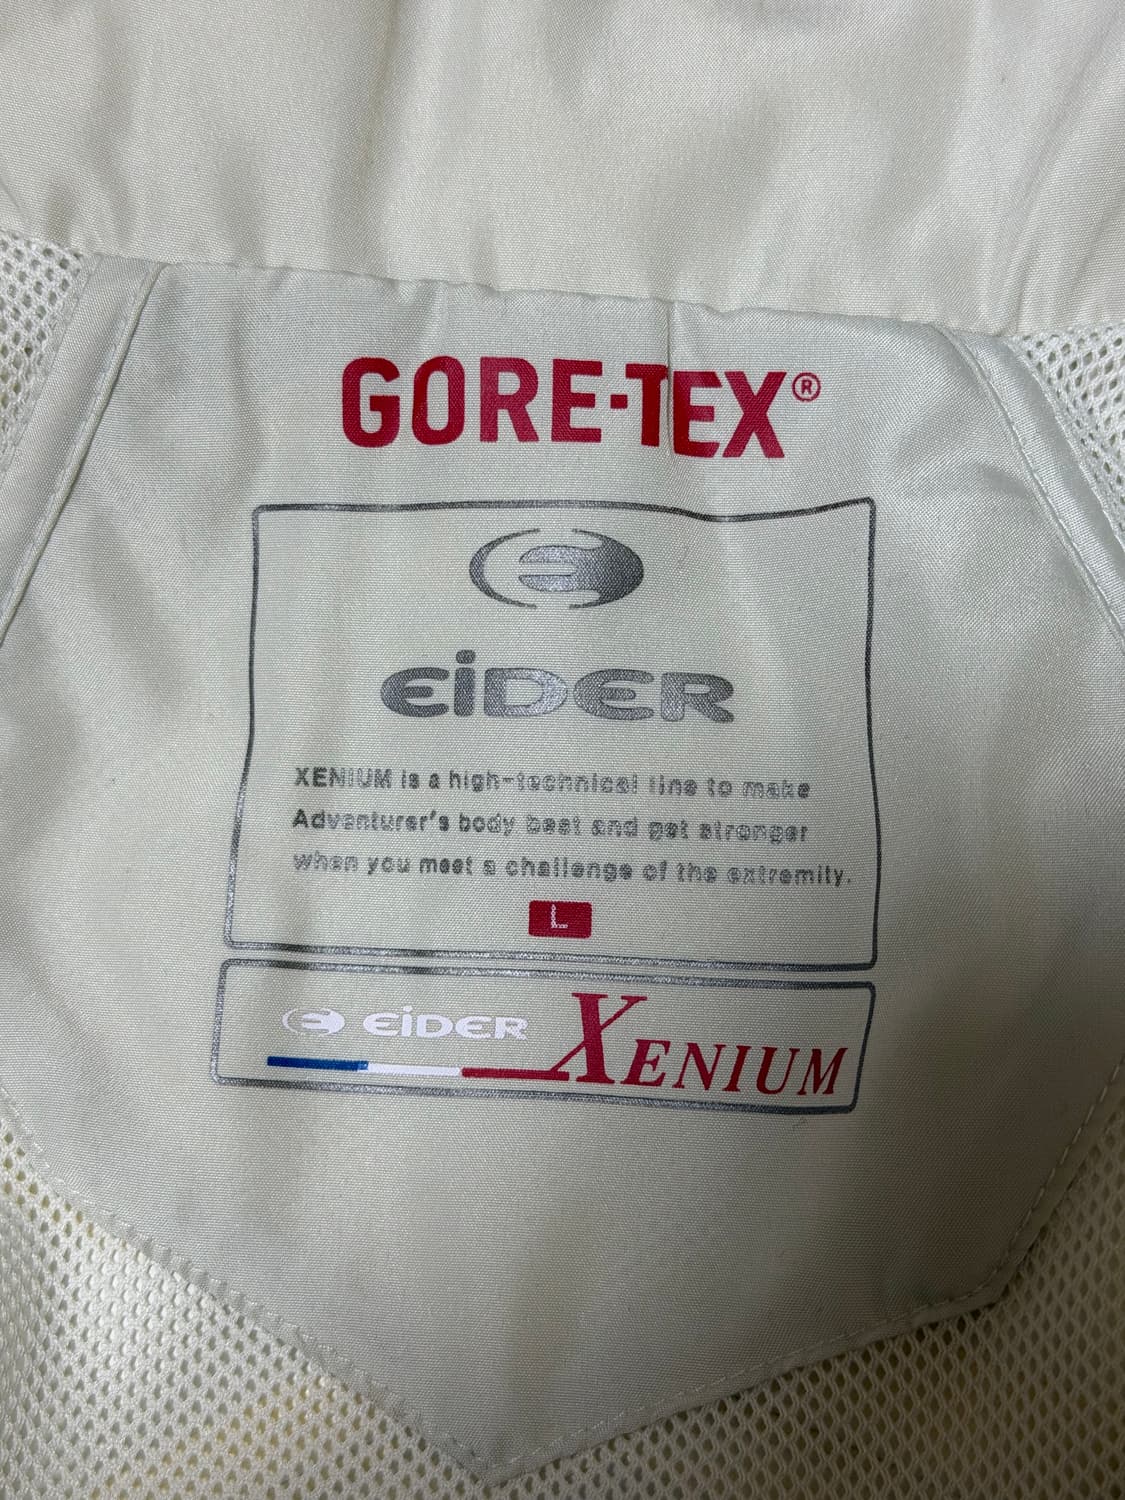 GORE-TEX®
EiDER
XENIUM is a high-technical line to make
Adventurer's body best and get stronger
when you meet a challenge of the extremity.
L
EiDER XENIUM